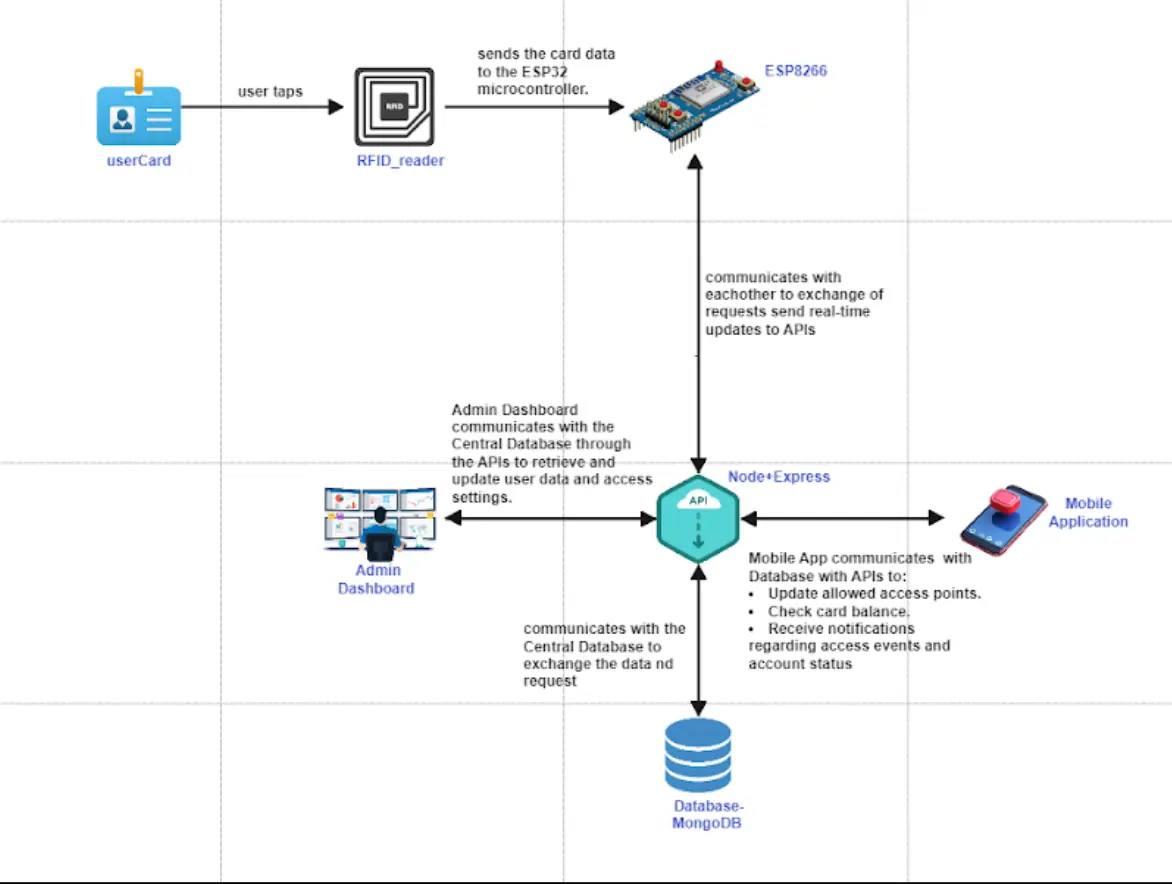 sends the card data
to the ESP32
microcontroller.
ESP8266
user taps
RFID
userCard
RFID_reader
communicates with
eachother to exchange of
requests send real-time
updates to APIs
Admin Dashboard
communicates with the
Central Database through
the APIs to retrieve and
update user data and access
settings.
Node+Express
API
Mobile
Application
Admin
Dashboard
Mobile App communicates with
Database with APIs to:
• Update allowed access points.
• Check card balance.
• Receive notifications
regarding access events and
account status
communicates with the
Central Database to
exchange the data nd
request
Database-
MongoDB